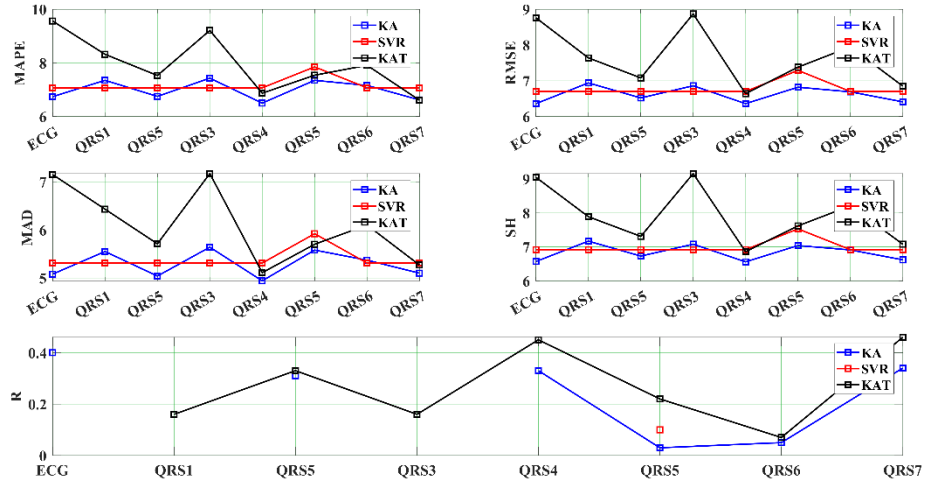 10
8
6
MAPE
ECG QRS1 QRS5 QRS3 QRS4 QRS5 QRS6 QRS7
KA
SVR
KAT
9
8
7
6
RMSE
ECG QRS1 QRS5 QRS3 QRS4 QRS5 QRS6 QRS7
KA
SVR
KAT
7
6
5
MAD
ECG QRS1 QRS5 QRS3 QRS4 QRS5 QRS6 QRS7
KA
SVR
KAT
9
8
7
6
SH
ECG QRS1 QRS5 QRS3 QRS4 QRS5 QRS6 QRS7
KA
SVR
KAT
0.4
0.2
0
R
ECG QRS1 QRS5 QRS3 QRS4 QRS5 QRS6 QRS7
KA
SVR
KAT